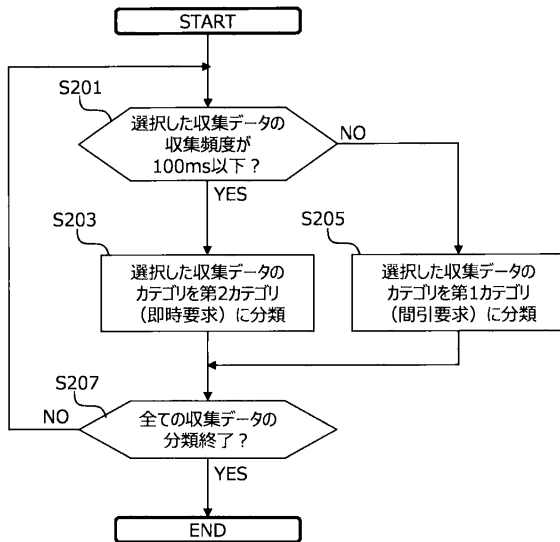 START
S201
選択した収集データの
収集頻度が
100ms以下？
NO
YES
S203
選択した収集データの
カテゴリを第2カテゴリ
（即時要求）に分類
S205
選択した収集データの
カテゴリを第1カテゴリ
（間引要求）に分類
S207
NO
全ての収集データの
分類終了？
YES
END